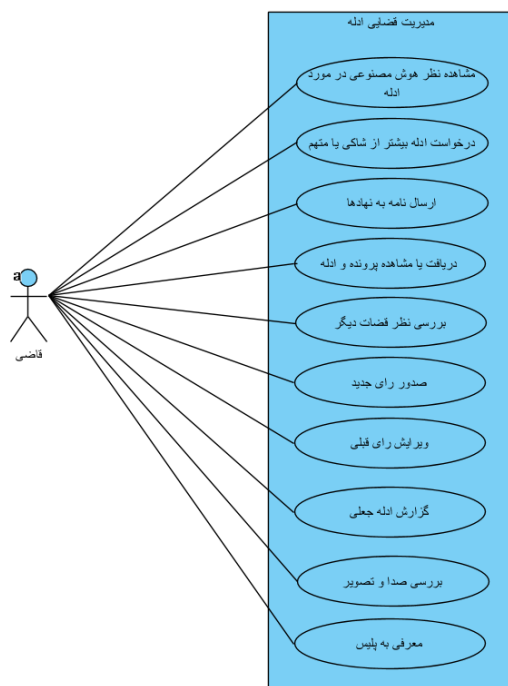 مدیریت قضایی ادله
مشاهده نظر هوش مصنوعی در مورد
ادله
درخواست ادله بیشتر از شاکی یا متهم
ارسال نامه به نهادها
دریافت یا مشاهده پرونده و ادله
بررسی نظر قضات دیگر
صدور رای جدید
ویرایش رای قبلی
گزارش ادله جعلی
بررسی صدا و تصویر
معرفی به پلیس
a
قاضی